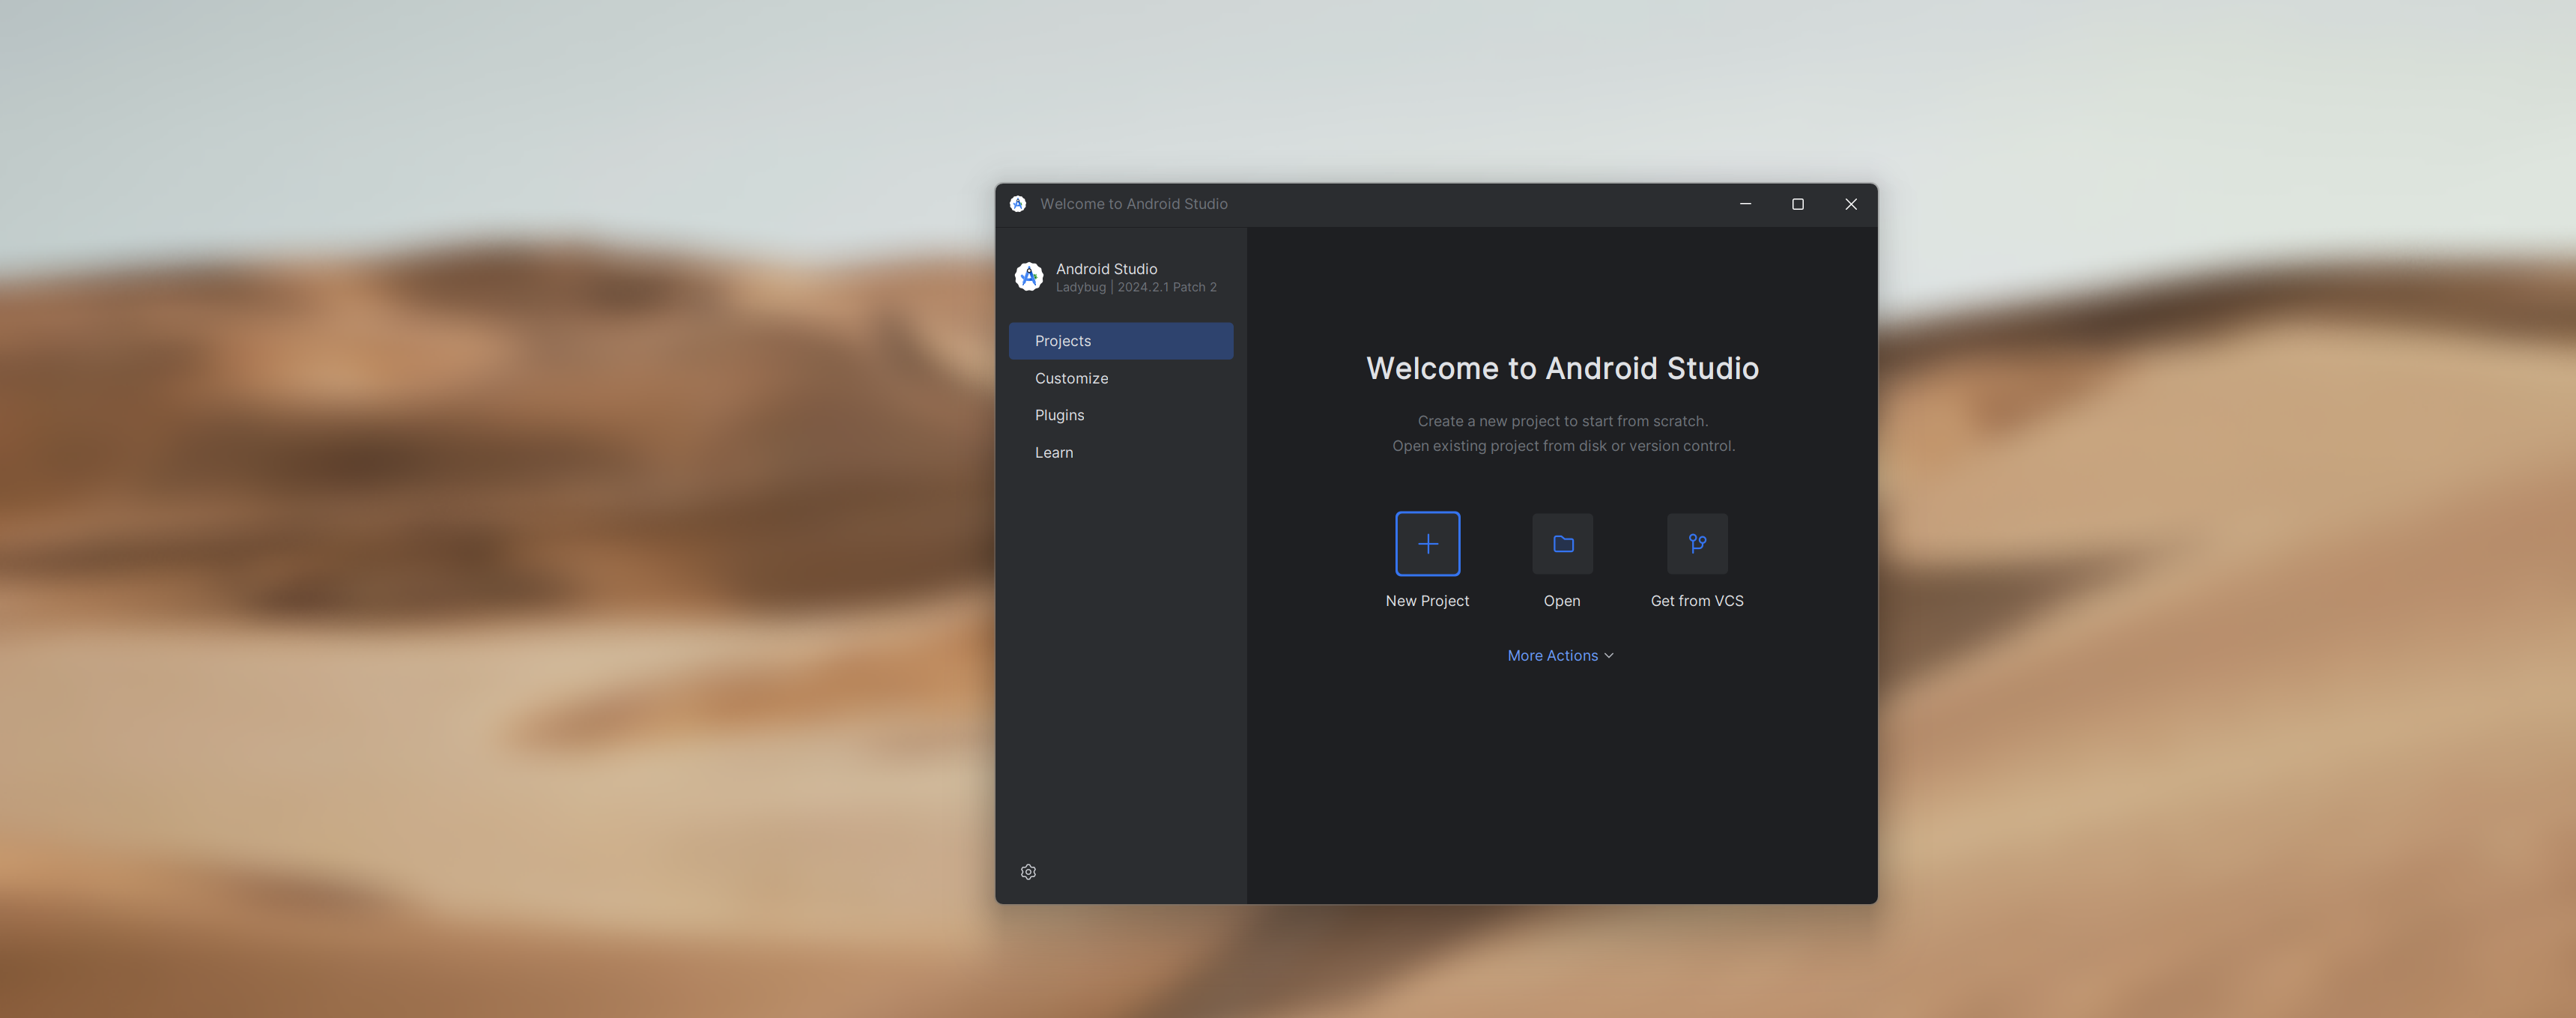 Welcome to Android Studio
Android Studio
Ladybug | 2024.2.1 Patch 2
Projects
Customize
Plugins
Learn
Welcome to Android Studio
Create a new project to start from scratch.
Open existing project from disk or version control.
New Project
Open
Get from VCS
More Actions